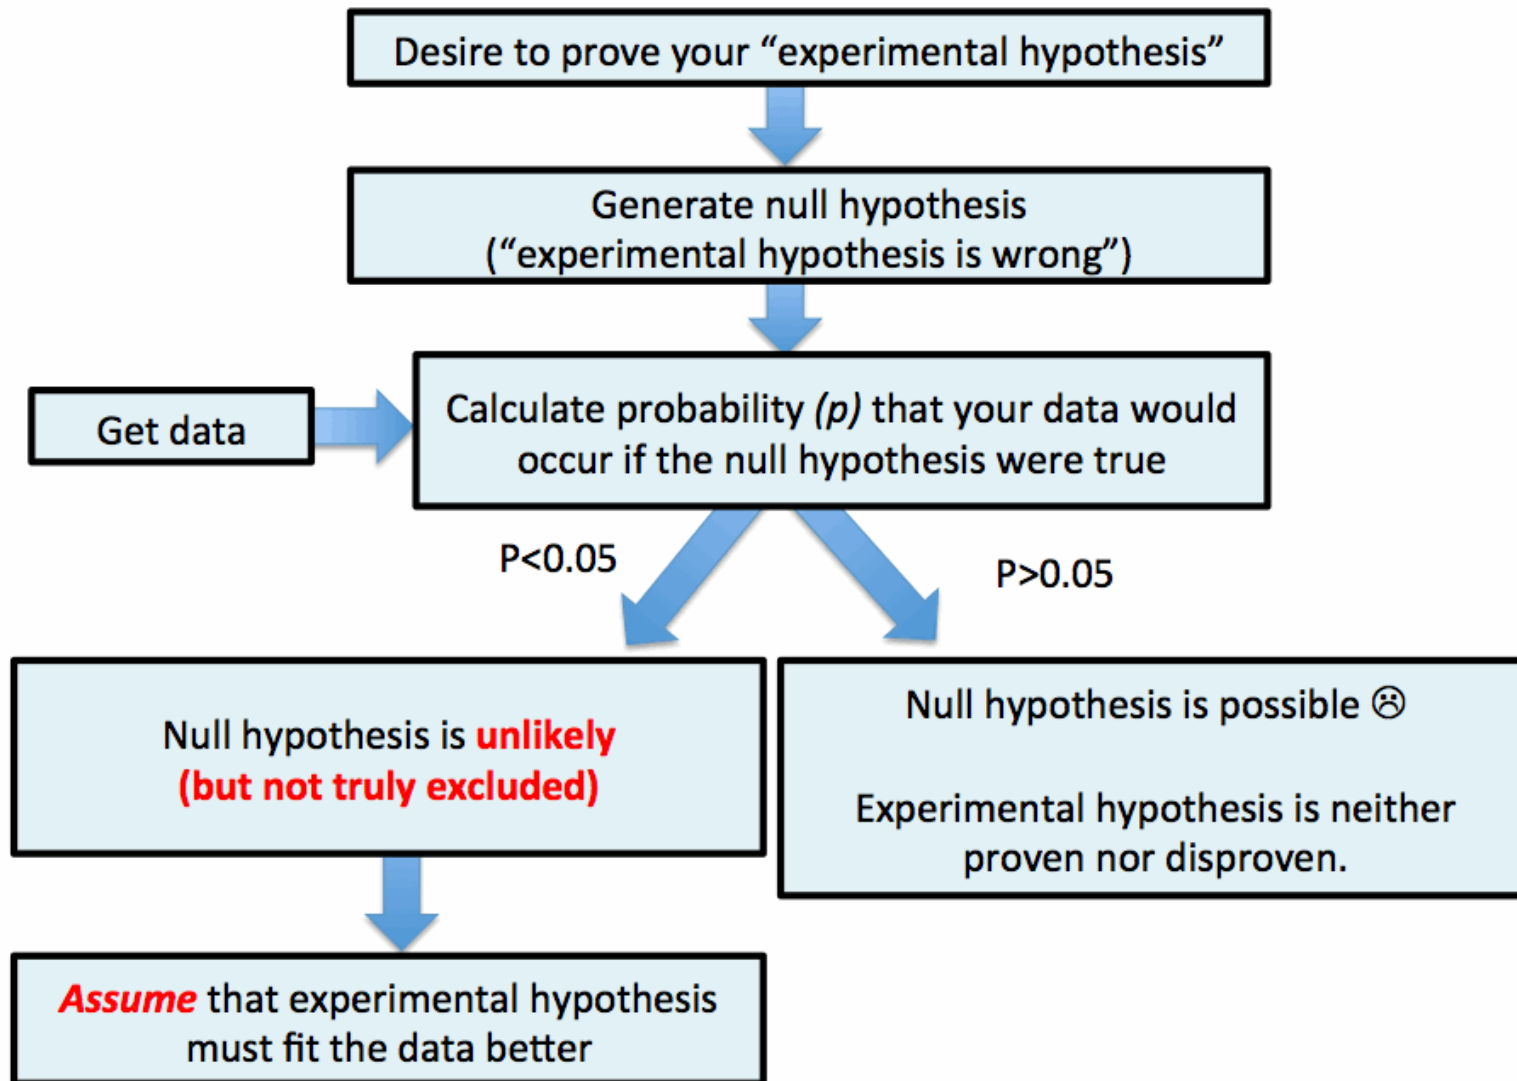 Desire to prove your “experimental hypothesis”
Generate null hypothesis
(“experimental hypothesis is wrong”)
Get data
Calculate probability (p) that your data would
occur if the null hypothesis were true
P<0.05
P>0.05
Null hypothesis is unlikely
(but not truly excluded)
Null hypothesis is possible ☹
Experimental hypothesis is neither
proven nor disproven.
Assume that experimental hypothesis
must fit the data better